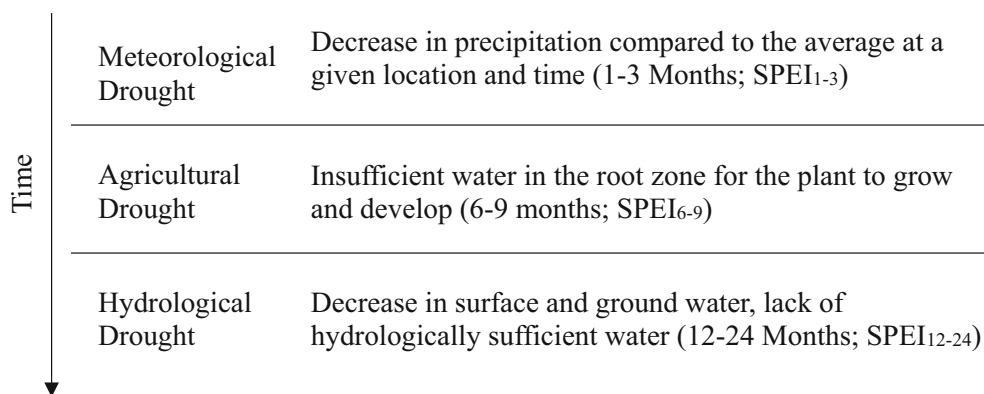 Time
Meteorological
Drought
Decrease in precipitation compared to the average at a
given location and time (1-3 Months; SPEI1-3)
Agricultural
Drought
Insufficient water in the root zone for the plant to grow
and develop (6-9 months; SPEI6-9)
Hydrological
Drought
Decrease in surface and ground water, lack of
hydrologically sufficient water (12-24 Months; SPEI12-24)